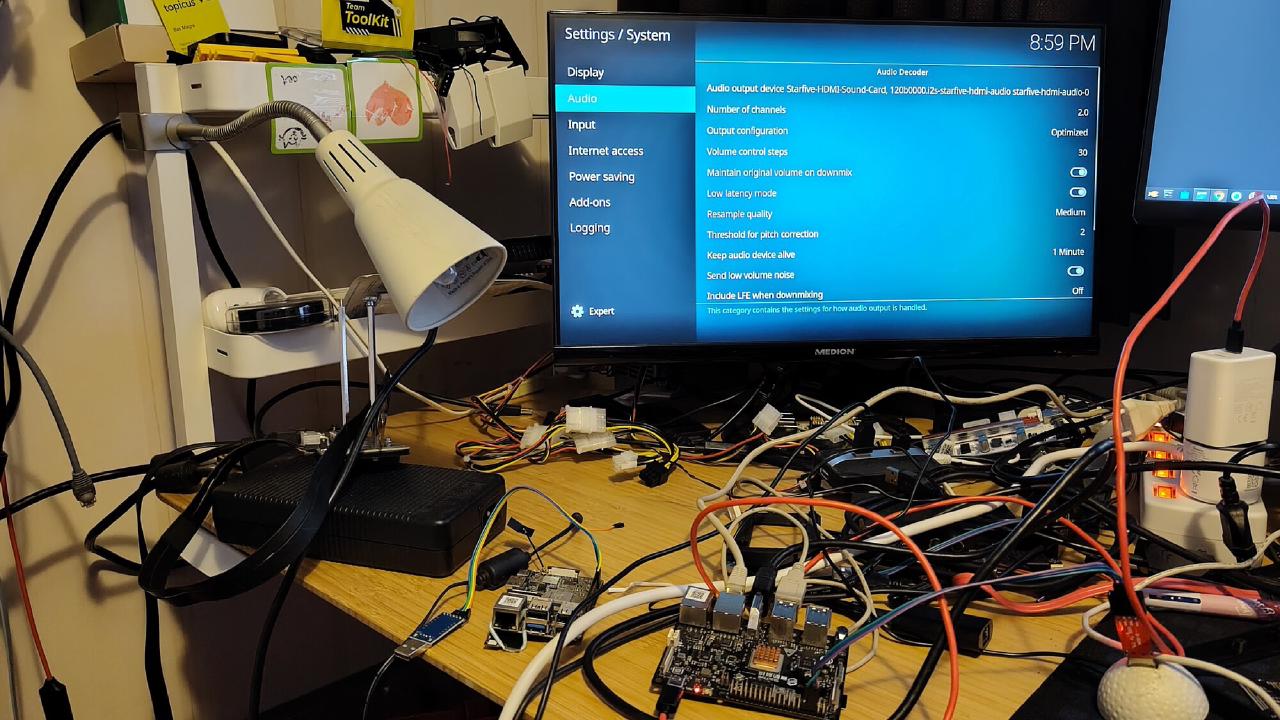 topicus
Bas Magre
Team
ToolKit
Settings / System
8:59 PM
Display
Audio
Input
Internet access
Power saving
Add-ons
Logging
Expert
Audio Decoder
Audio output device Starfive-HDMI-Sound-Card, 120b0000.i2s-starfive-hdmi-audio starfive-hdmi-audio-0
Number of channels 2.0
Output configuration Optimized
Volume control steps 30
Maintain original volume on downmix
Low latency mode
Resample quality Medium
Threshold for pitch correction 2
Keep audio device alive 1 Minute
Send low volume noise
Include LFE when downmixing Off
This category contains the settings for how audio output is handled.
MEDION